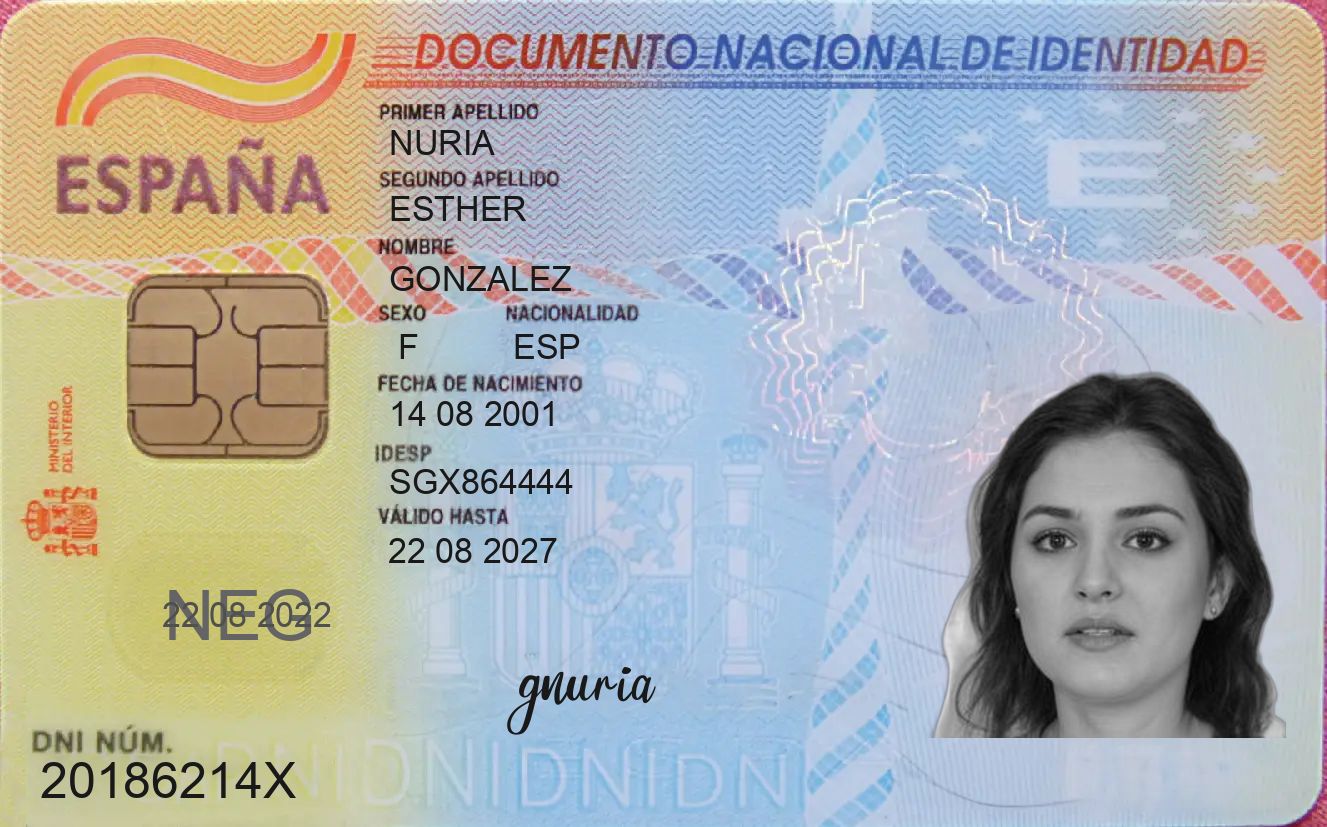 DOCUMENTO NACIONAL DE IDENTIDAD
ESPAÑA
PRIMER APELLIDO
NURIA
SEGUNDO APELLIDO
ESTHER
NOMBRE
GONZALEZ
SEXO NACIONALIDAD
F ESP
FECHA DE NACIMIENTO
14 08 2001
IDESP
SGX864444
VÁLIDO HASTA
22 08 2027
MINISTERIO
DEL INTERIOR
22 08 2022
NEG
gnuria
DNI NÚM.
20186214X
E
DNIDNIDNIDNI